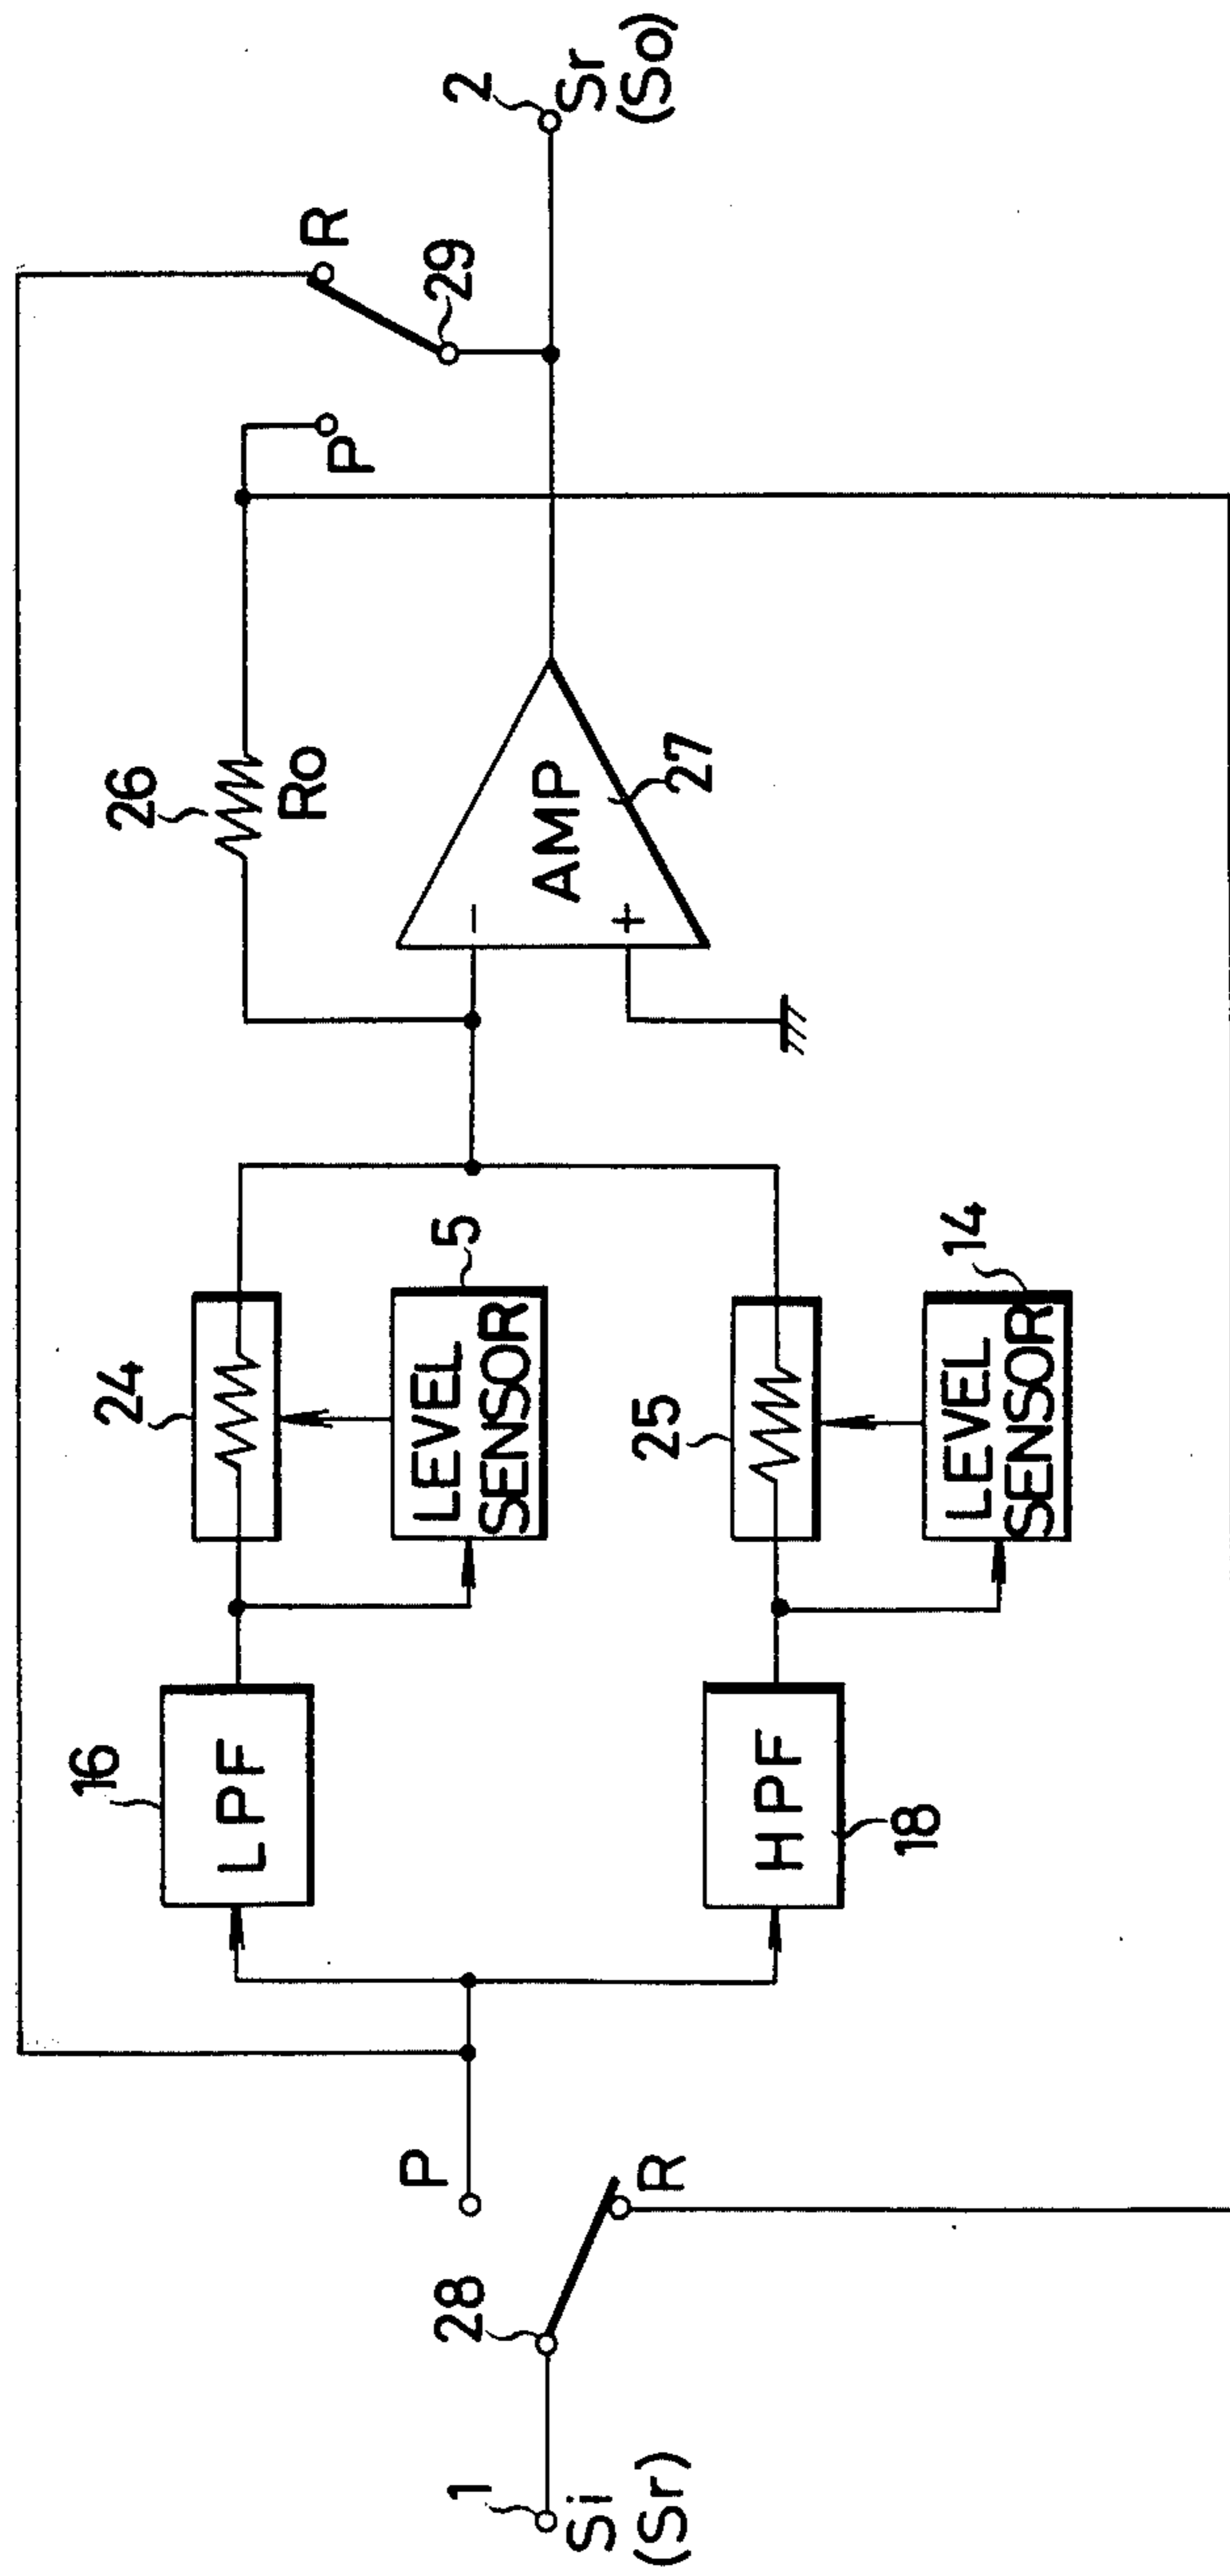 1
Si
(Sr)
28
P
R
16
LPF
HPF
18
24
LEVEL
SENSOR
5
25
LEVEL
SENSOR
14
26
Ro
−
+
AMP
27
P
R
29
2
Sr
(So)